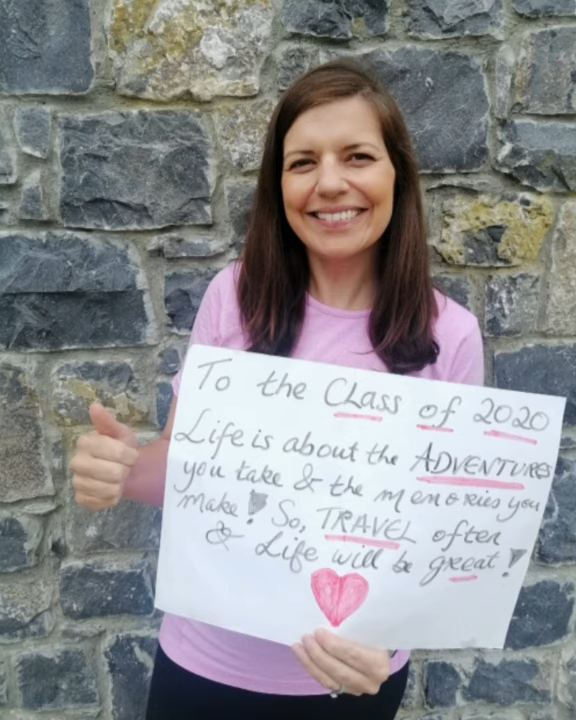 To the CLass of 2020
Life is about the ADVENTURES
you take & the memories you
make! So, TRAVEL often
& Life will be great!